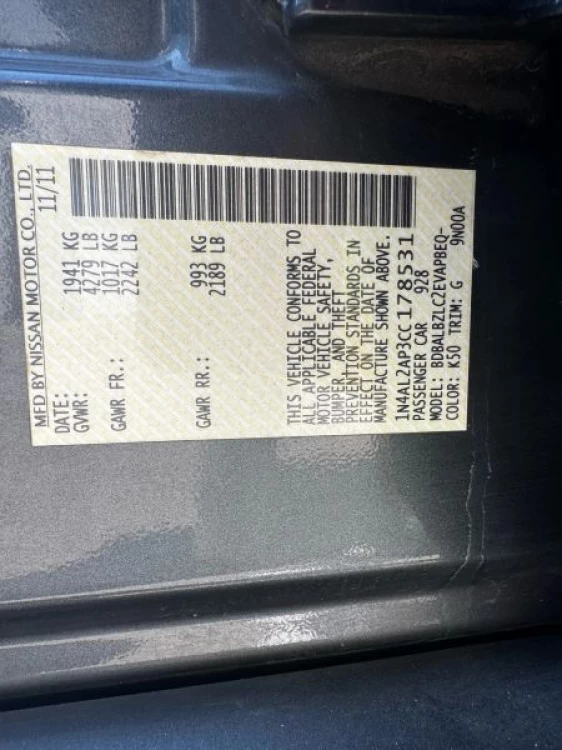 MFD BY NISSAN MOTOR CO., LTD.
DATE: 11/11
GVWR: 1941 KG
4279 LB
GAWR FR.: 1017 KG
2242 LB
GAWR RR.: 993 KG
2189 LB
THIS VEHICLE CONFORMS TO
ALL APPLICABLE FEDERAL
MOTOR VEHICLE SAFETY,
BUMPER AND THEFT
PREVENTION STANDARDS IN
EFFECT ON THE DATE OF
MANUFACTURE SHOWN ABOVE.
1N4AL2AP3CC178531
PASSENGER CAR 928
MODEL: BDBALBZLC2EVAPBEQ-
COLOR: K50 TRIM: G 9N00A